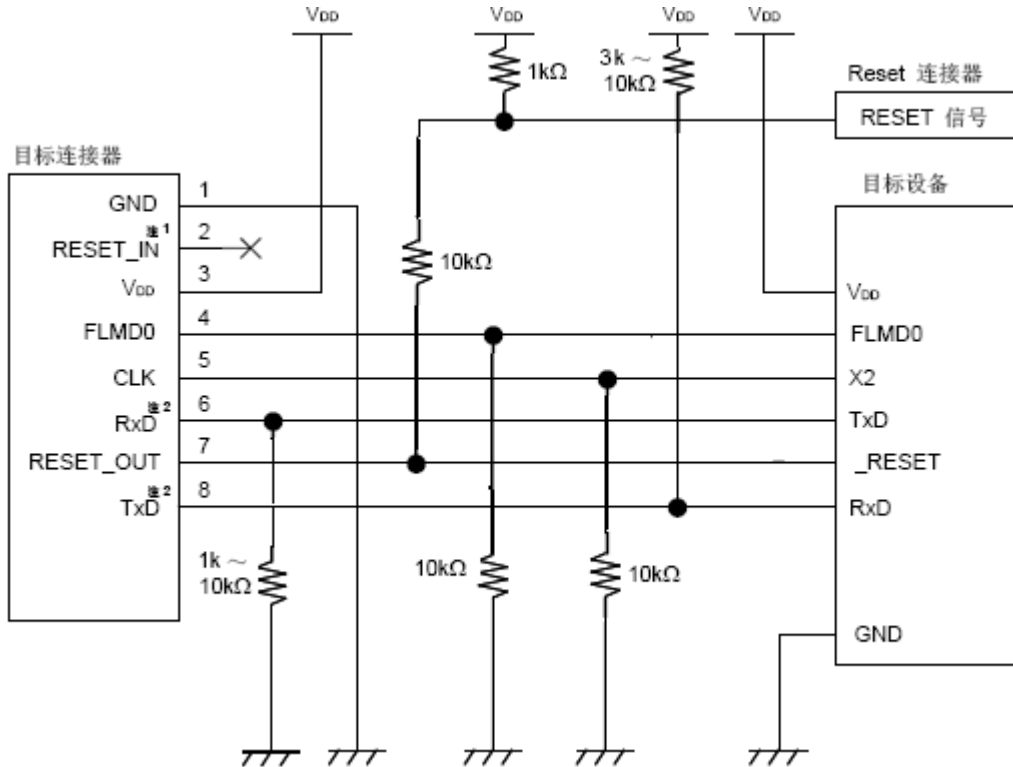 VDD
VDD
VDD
VDD
1kΩ
3k ～
10kΩ
Reset 连接器
RESET 信号
目标连接器
GND
1
RESET_IN
注1
2
VDD
3
FLMD0
4
CLK
5
RxD
注2
6
RESET_OUT
7
TxD
注2
8
10kΩ
目标设备
VDD
FLMD0
X2
TxD
_RESET
RxD
GND
1k ～
10kΩ
10kΩ
10kΩ